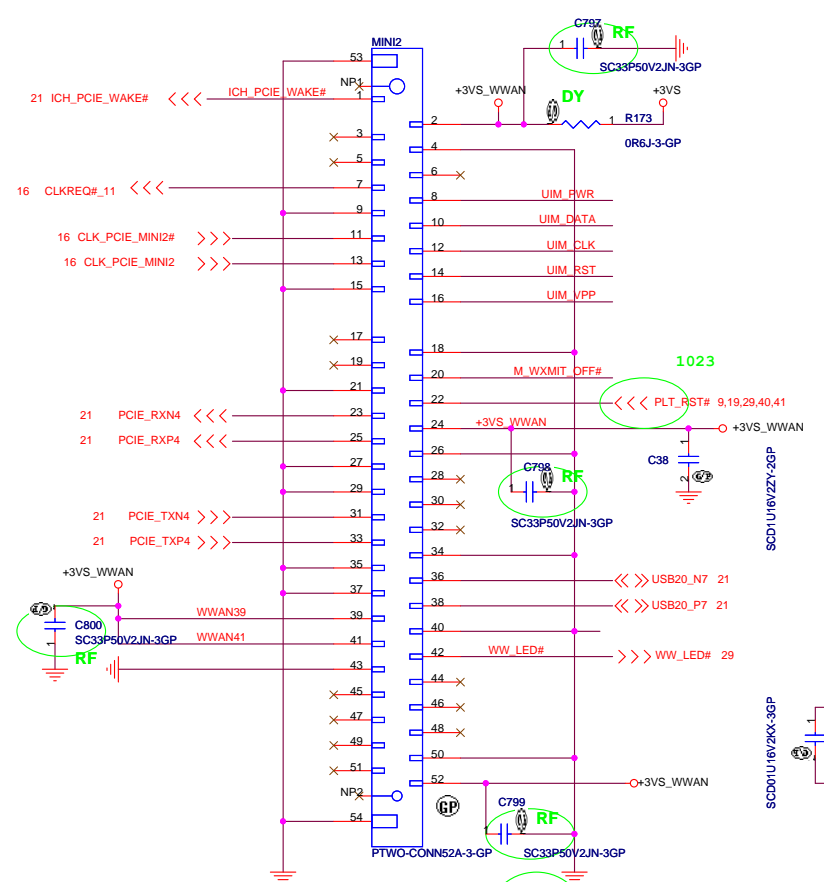 C797
RF
1
MINI2
53
SC33P50V2JN-3GP
NP1
+3VS_WWAN
+3VS
21 ICH_PCIE_WAKE#
ICH_PCIE_WAKE#
1
DY
R173
2
1
0R6J-3-GP
3
4
5
6
16 CLKREQ#_11
7
8
UIM_PWR
9
10
UIM_DATA
16 CLK_PCIE_MINI2#
11
12
UIM_CLK
16 CLK_PCIE_MINI2
13
14
UIM_RST
15
16
UIM_VPP
17
18
1023
19
20
M_WXMIT_OFF#
21
22
PLT_RST# 9,19,29,40,41
21 PCIE_RXN4
23
24
+3VS_WWAN
+3VS_WWAN
21 PCIE_RXP4
25
26
1
C38
2
SCD1U16V2ZY-2GP
27
28
C798
RF
1
29
30
SC33P50V2JN-3GP
21 PCIE_TXN4
31
32
21 PCIE_TXP4
33
34
35
36
USB20_N7 21
+3VS_WWAN
37
38
USB20_P7 21
WWAN39
39
40
C800
SC33P50V2JN-3GP
1
RF
WWAN41
41
42
WW_LED#
WW_LED# 29
43
44
45
46
47
48
SCD01U16V2KX-3GP
1
49
50
51
52
+3VS_WWAN
NP2
GP
C799
RF
1
54
PTWO-CONN52A-3-GP
SC33P50V2JN-3GP